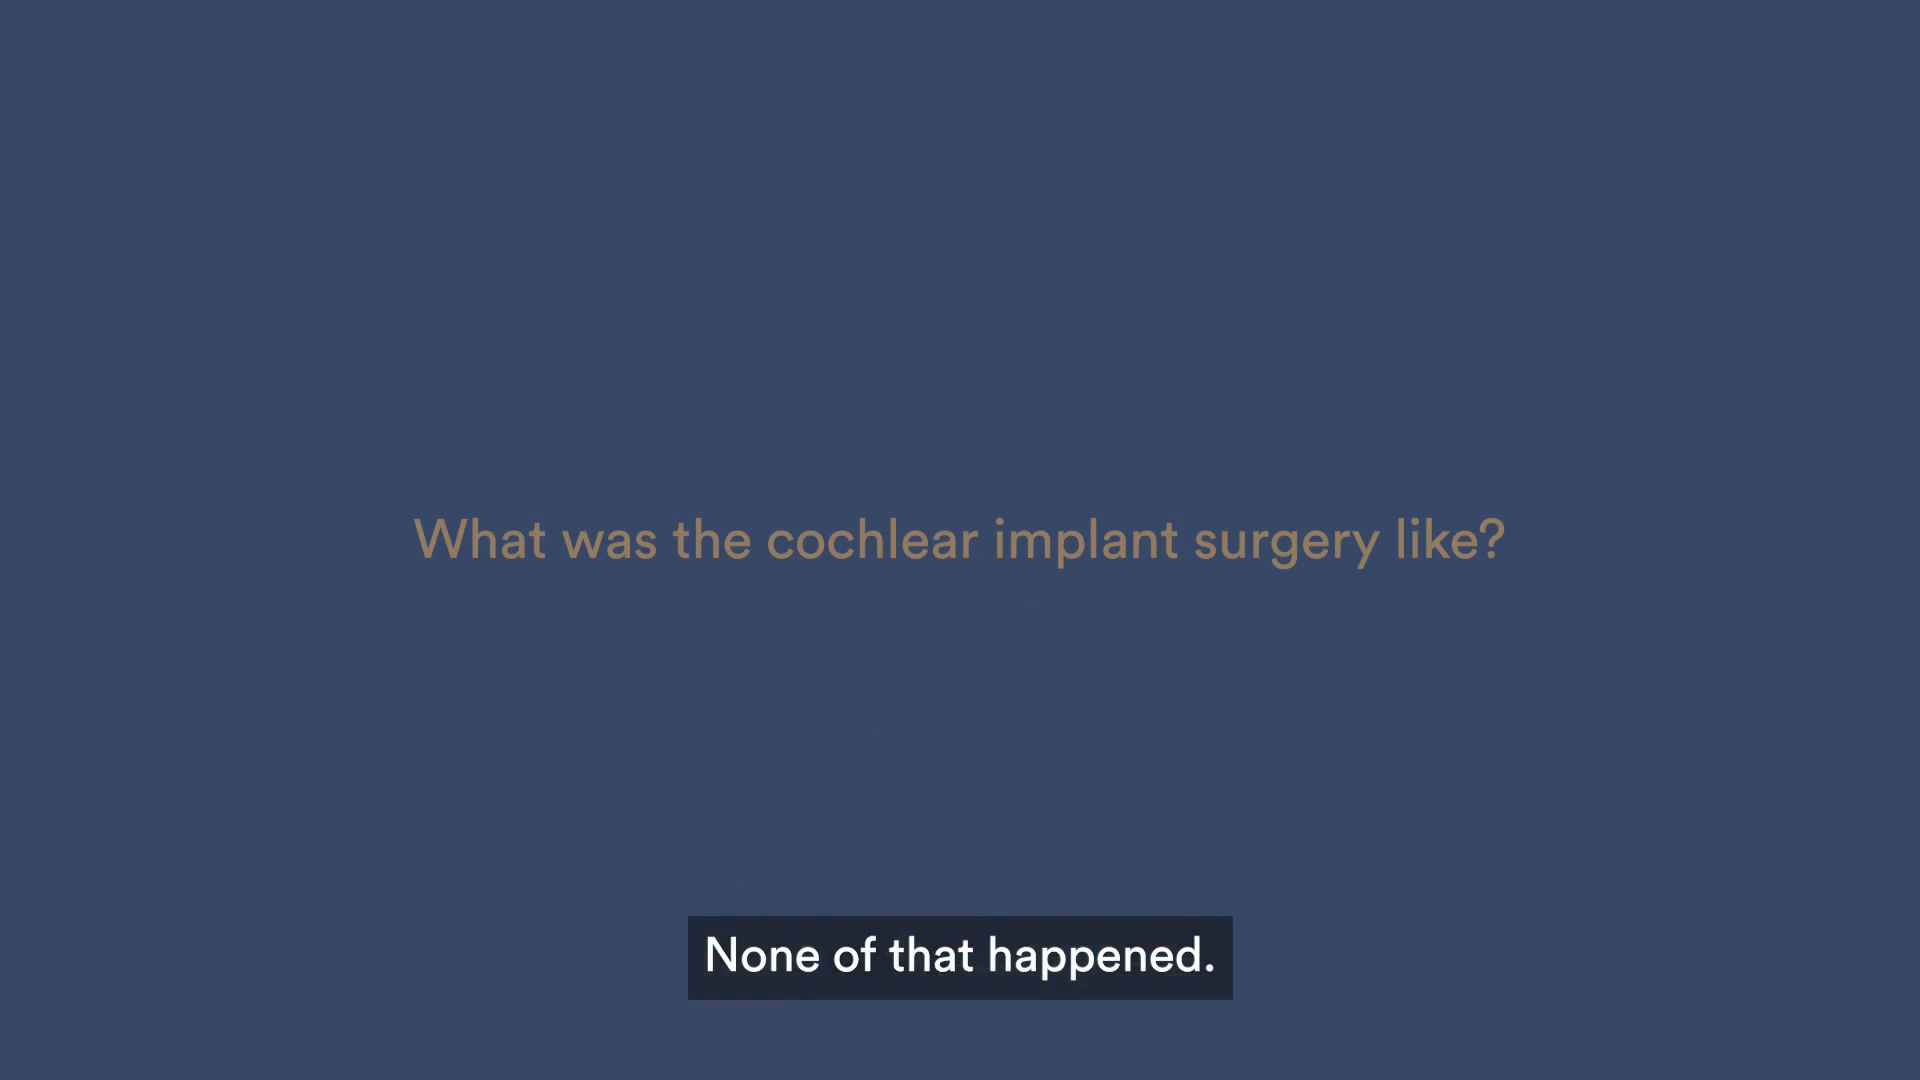 What was the cochlear implant surgery like?
None of that happened.